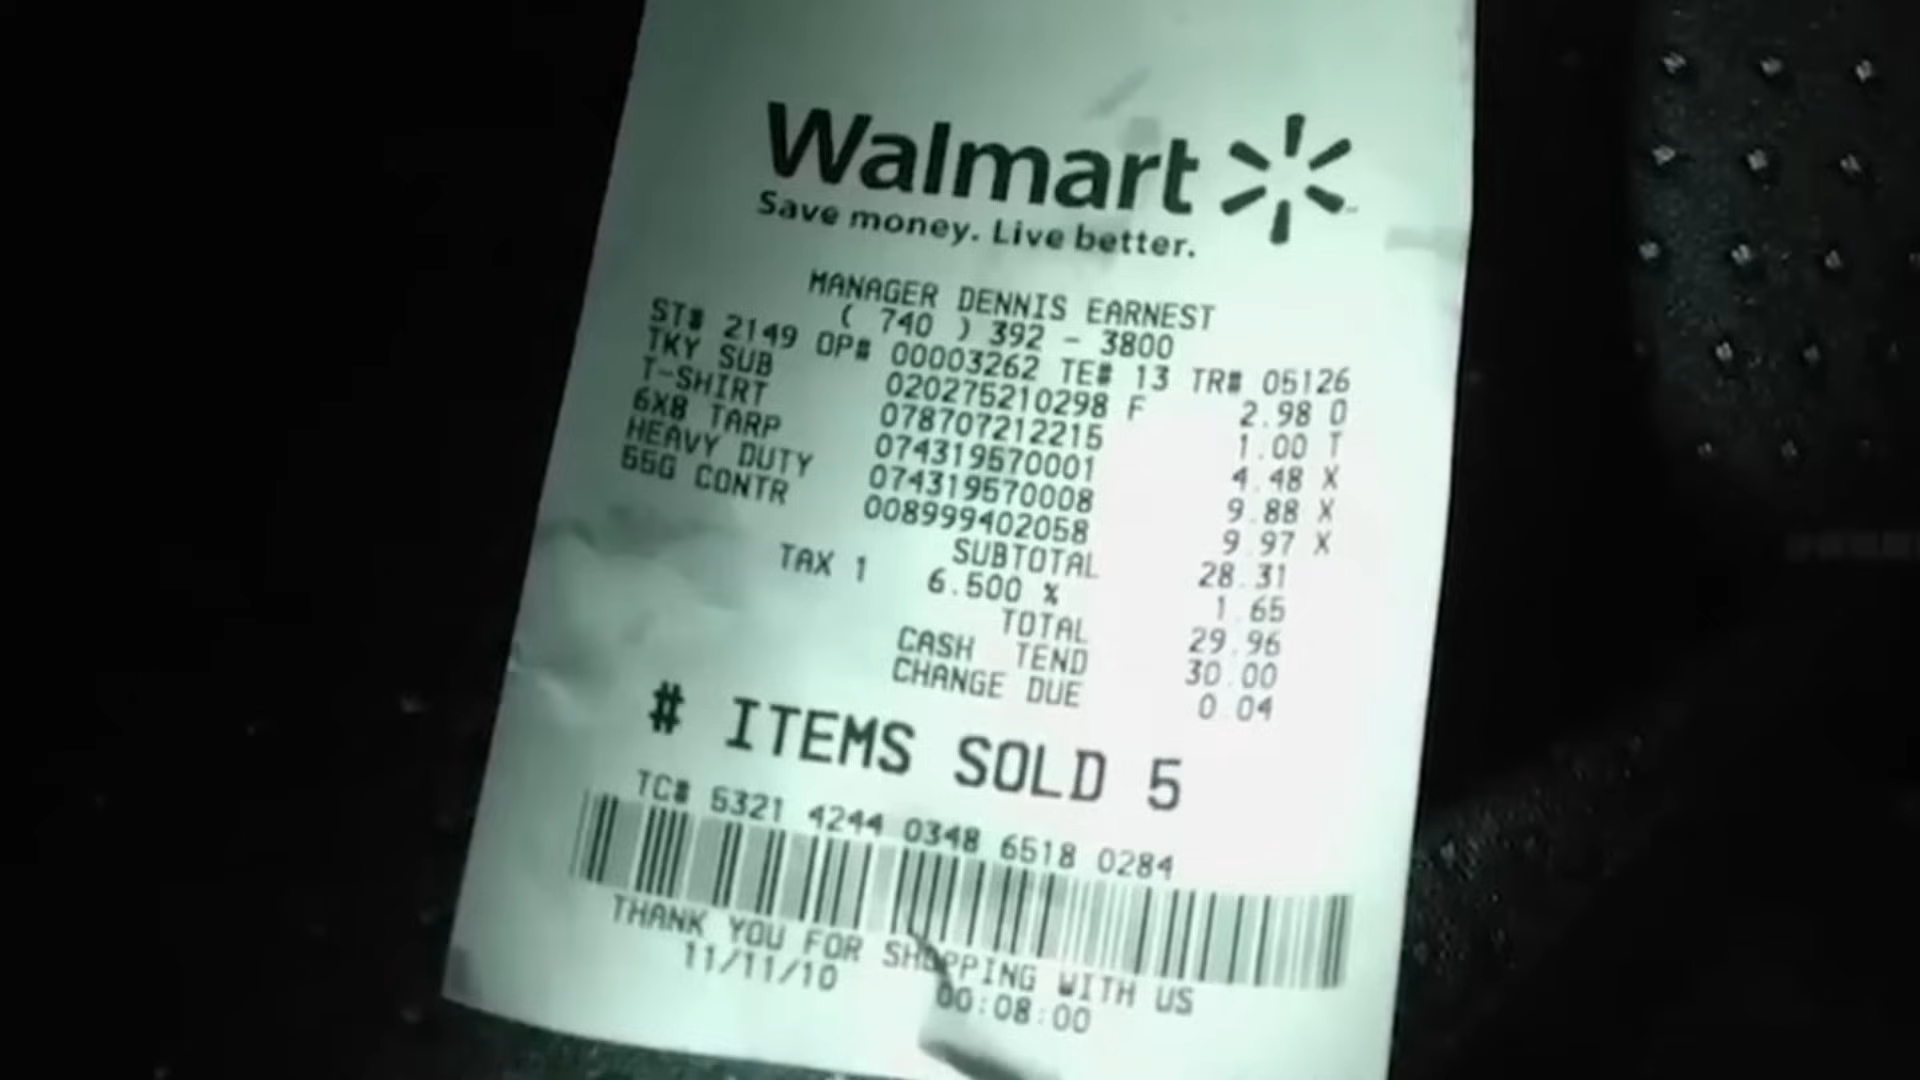 Walmart
Save money. Live better.
MANAGER DENNIS EARNEST
( 740 ) 392 - 3800
ST# 2149 OP# 00003262 TE# 13 TR# 05126
TKY SUB 020275210298 F 2.98 O
T-SHIRT 078707212215 1.00 T
6X8 TARP 074319570001 4.48 X
HEAVY DUTY 074319570008 9.88 X
55G CONTR 008999402058 9.97 X
SUBTOTAL 28.31
TAX 1 6.500 % 1.65
TOTAL 29.96
CASH TEND 30.00
CHANGE DUE 0.04
# ITEMS SOLD 5
TC# 5321 4244 0348 6518 0284
THANK YOU FOR SHOPPING WITH US
11/11/10 00:08:00